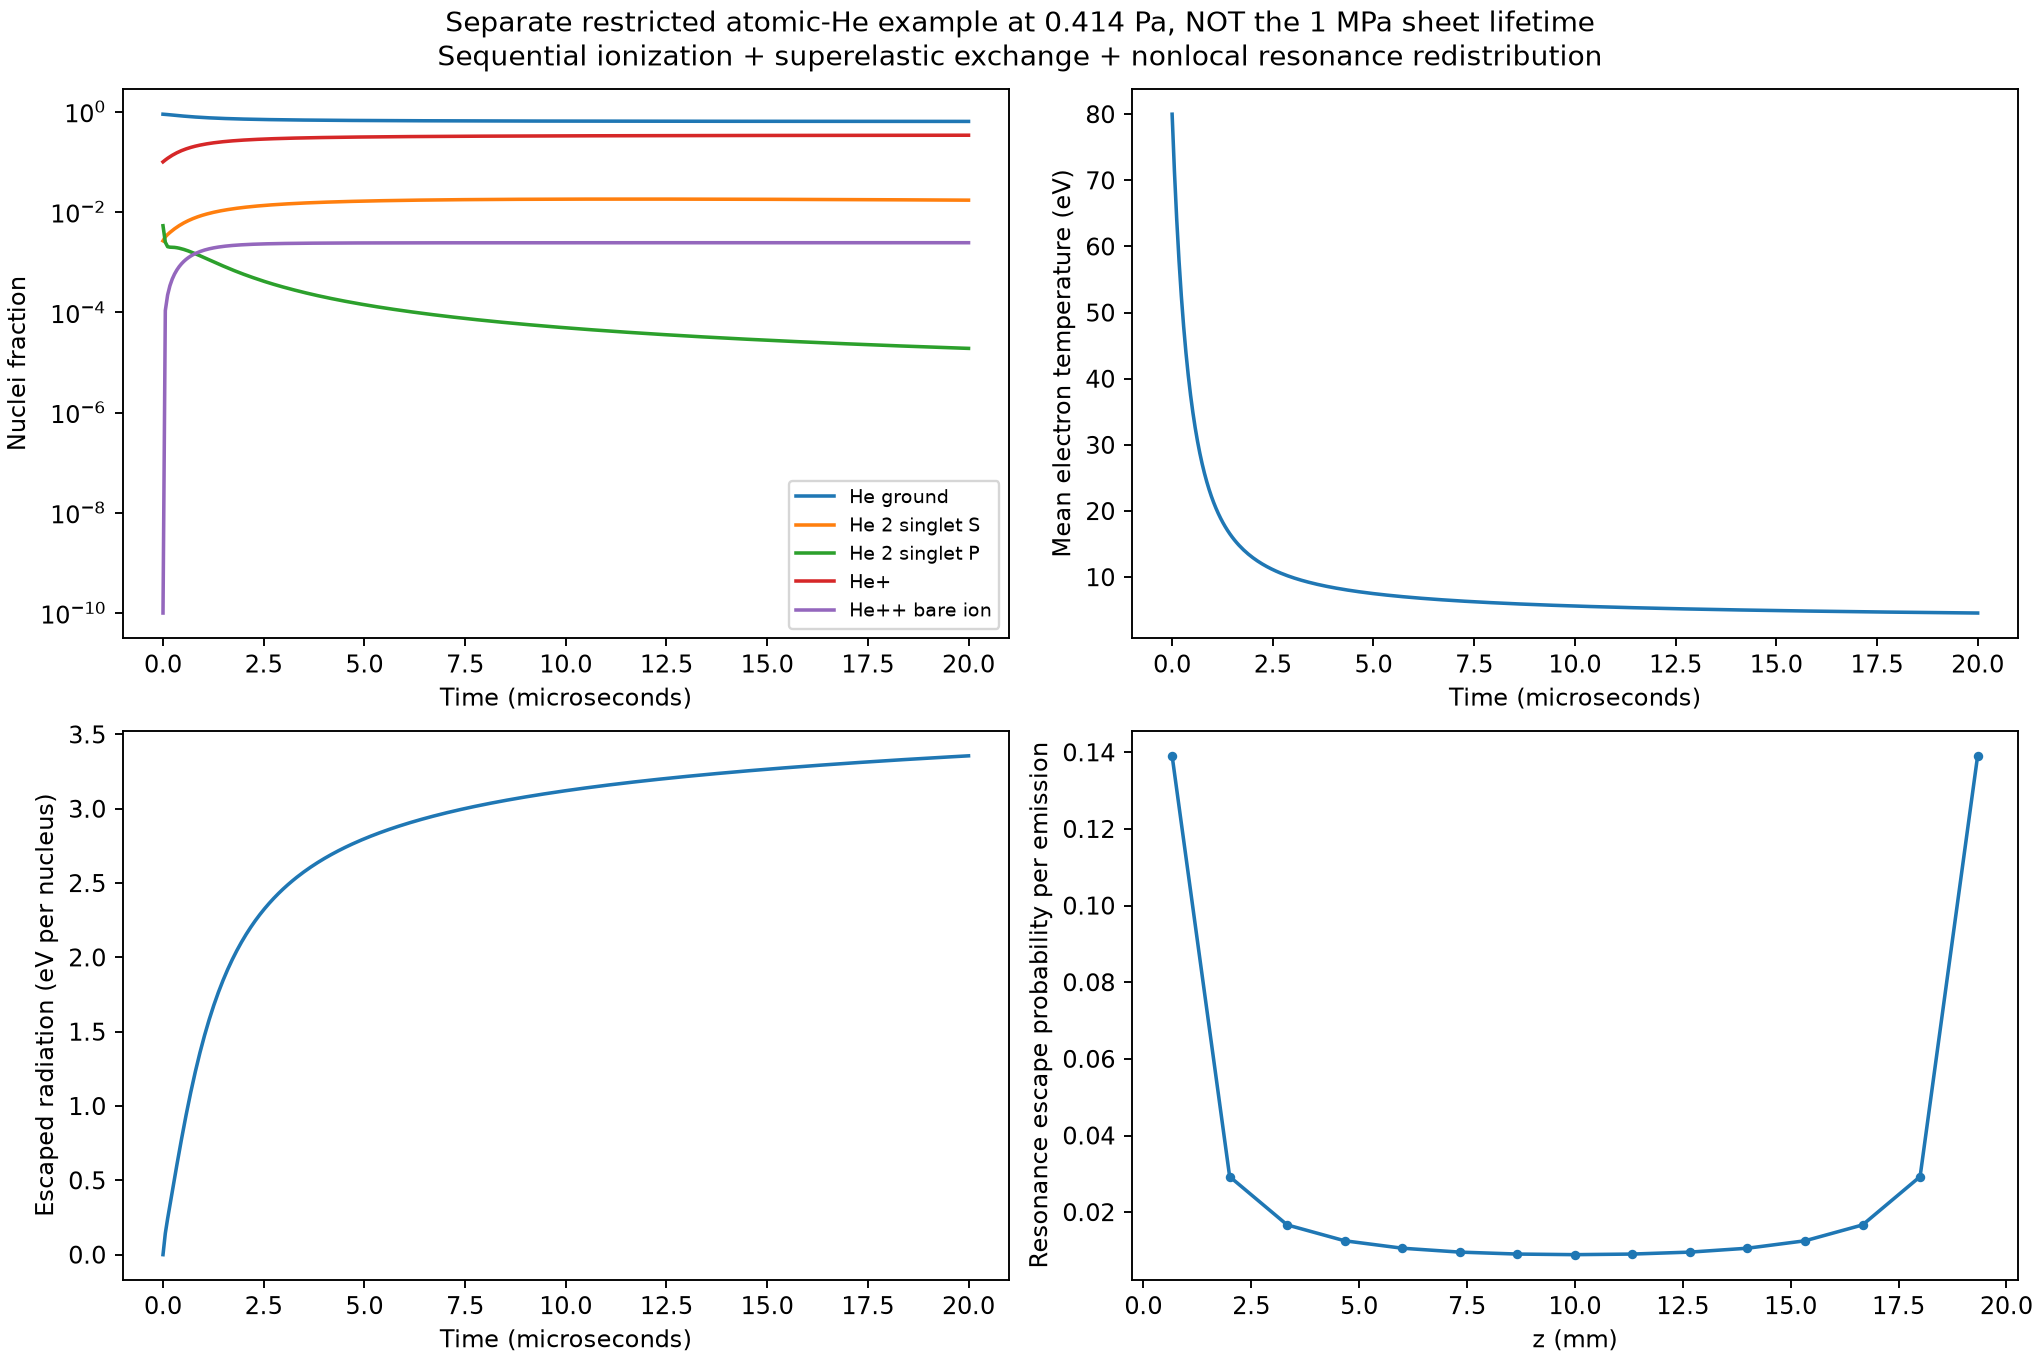 Separate restricted atomic-He example at 0.414 Pa, NOT the 1 MPa sheet lifetime
Sequential ionization + superelastic exchange + nonlocal resonance redistribution
Nuclei fraction
10⁰
10⁻²
10⁻⁴
10⁻⁶
10⁻⁸
10⁻¹⁰
He ground
He 2 singlet S
He 2 singlet P
He+
He++ bare ion
0.0 2.5 5.0 7.5 10.0 12.5 15.0 17.5 20.0
Time (microseconds)
Mean electron temperature (eV)
80
70
60
50
40
30
20
10
0.0 2.5 5.0 7.5 10.0 12.5 15.0 17.5 20.0
Time (microseconds)
Escaped radiation (eV per nucleus)
3.5
3.0
2.5
2.0
1.5
1.0
0.5
0.0
0.0 2.5 5.0 7.5 10.0 12.5 15.0 17.5 20.0
Time (microseconds)
Resonance escape probability per emission
0.14
0.12
0.10
0.08
0.06
0.04
0.02
0.0 2.5 5.0 7.5 10.0 12.5 15.0 17.5 20.0
z (mm)